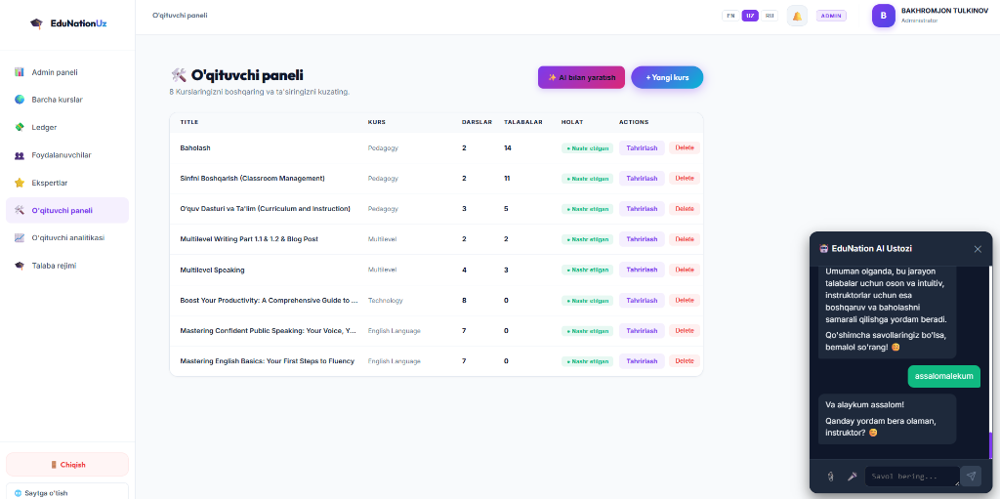 EduNationUz
O'qituvchi paneli
EN UZ RU
ADMIN
B
BAKHROMJON TULKINOV
Administrator
Admin paneli
Barcha kurslar
Ledger
Foydalanuvchilar
Ekspertlar
O'qituvchi paneli
O'qituvchi analitikasi
Talaba rejimi
Chiqish
Saytga o'tish
O'qituvchi paneli
8 Kurslaringizni boshqaring va ta'siringizni kuzating.
AI bilan yaratish
+ Yangi kurs
TITLE KURS DARSLAR TALABALAR HOLAT ACTIONS
Baholash Pedagogy 2 14 • Nashr etilgan Tahrirlash Delete
Sinfni Boshqarish (Classroom Management) Pedagogy 2 11 • Nashr etilgan Tahrirlash Delete
O'quv Dasturi va Ta'lim (Curriculum and Instruction) Pedagogy 3 5 • Nashr etilgan Tahrirlash Delete
Multilevel Writing Part 1.1 & 1.2 & Blog Post Multilevel 2 2 • Nashr etilgan Tahrirlash Delete
Multilevel Speaking Multilevel 4 3 • Nashr etilgan Tahrirlash Delete
Boost Your Productivity: A Comprehensive Guide to ... Technology 8 0 • Nashr etilgan Tahrirlash Delete
Mastering Confident Public Speaking: Your Voice, Y... English Language 7 0 • Nashr etilgan Tahrirlash Delete
Mastering English Basics: Your First Steps to Fluency English Language 7 0 • Nashr etilgan Tahrirlash Delete
EduNation AI Ustozi
Umuman olganda, bu jarayon
talabalar uchun oson va intuitiv,
instruktorlar uchun esa
boshqaruv va baholashni
samarali qilishga yordam beradi.
Qo'shimcha savollaringiz bo'lsa,
bemalol so'rang!
assalomalekum
Va alaykum assalom!
Qanday yordam bera olaman,
instruktor?
Savol bering...